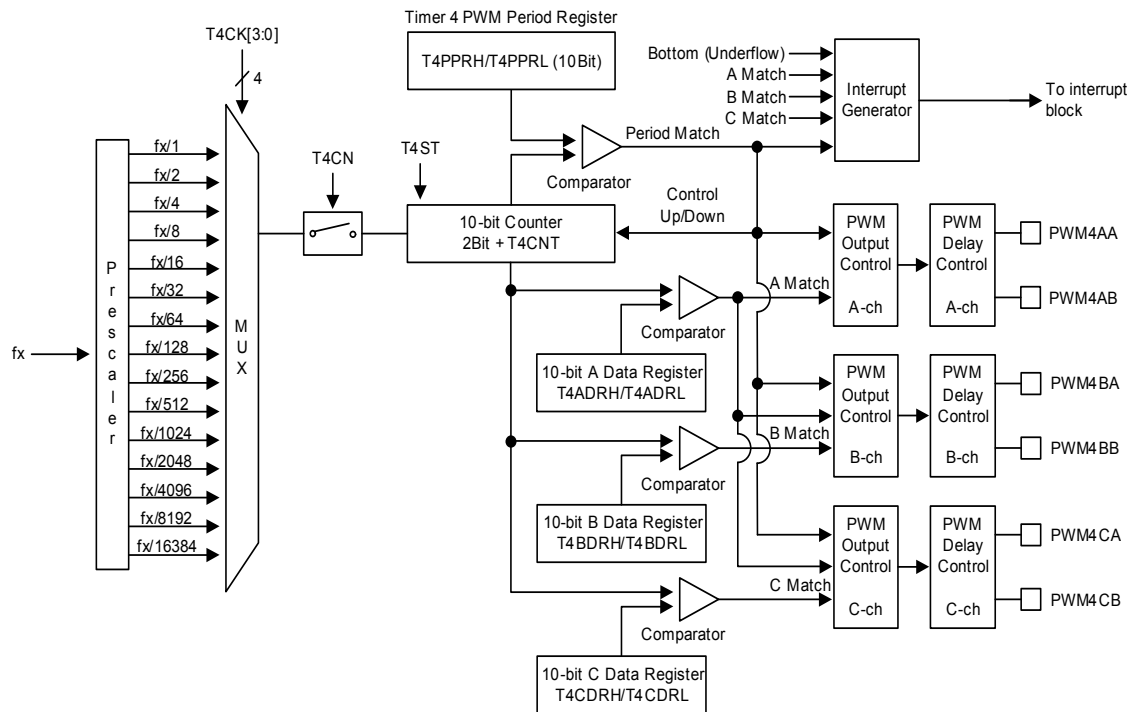 Timer 4 PWM Period Register
T4PPRH/T4PPRL (10Bit)
T4CK[3:0]
4
Bottom (Underflow)
A Match
B Match
C Match
Interrupt
Generator
To interrupt
block
Period Match
Comparator
fx
Prescaler
fx/1
fx/2
fx/4
fx/8
fx/16
fx/32
fx/64
fx/128
fx/256
fx/512
fx/1024
fx/2048
fx/4096
fx/8192
fx/16384
MUX
T4CN
T4ST
10-bit Counter
2Bit + T4CNT
Control
Up/Down
A Match
Comparator
10-bit A Data Register
T4ADRH/T4ADRL
PWM
Output
Control
A-ch
PWM
Delay
Control
A-ch
PWM4AA
PWM4AB
B Match
Comparator
10-bit B Data Register
T4BDRH/T4BDRL
PWM
Output
Control
B-ch
PWM
Delay
Control
B-ch
PWM4BA
PWM4BB
C Match
Comparator
10-bit C Data Register
T4CDRH/T4CDRL
PWM
Output
Control
C-ch
PWM
Delay
Control
C-ch
PWM4CA
PWM4CB